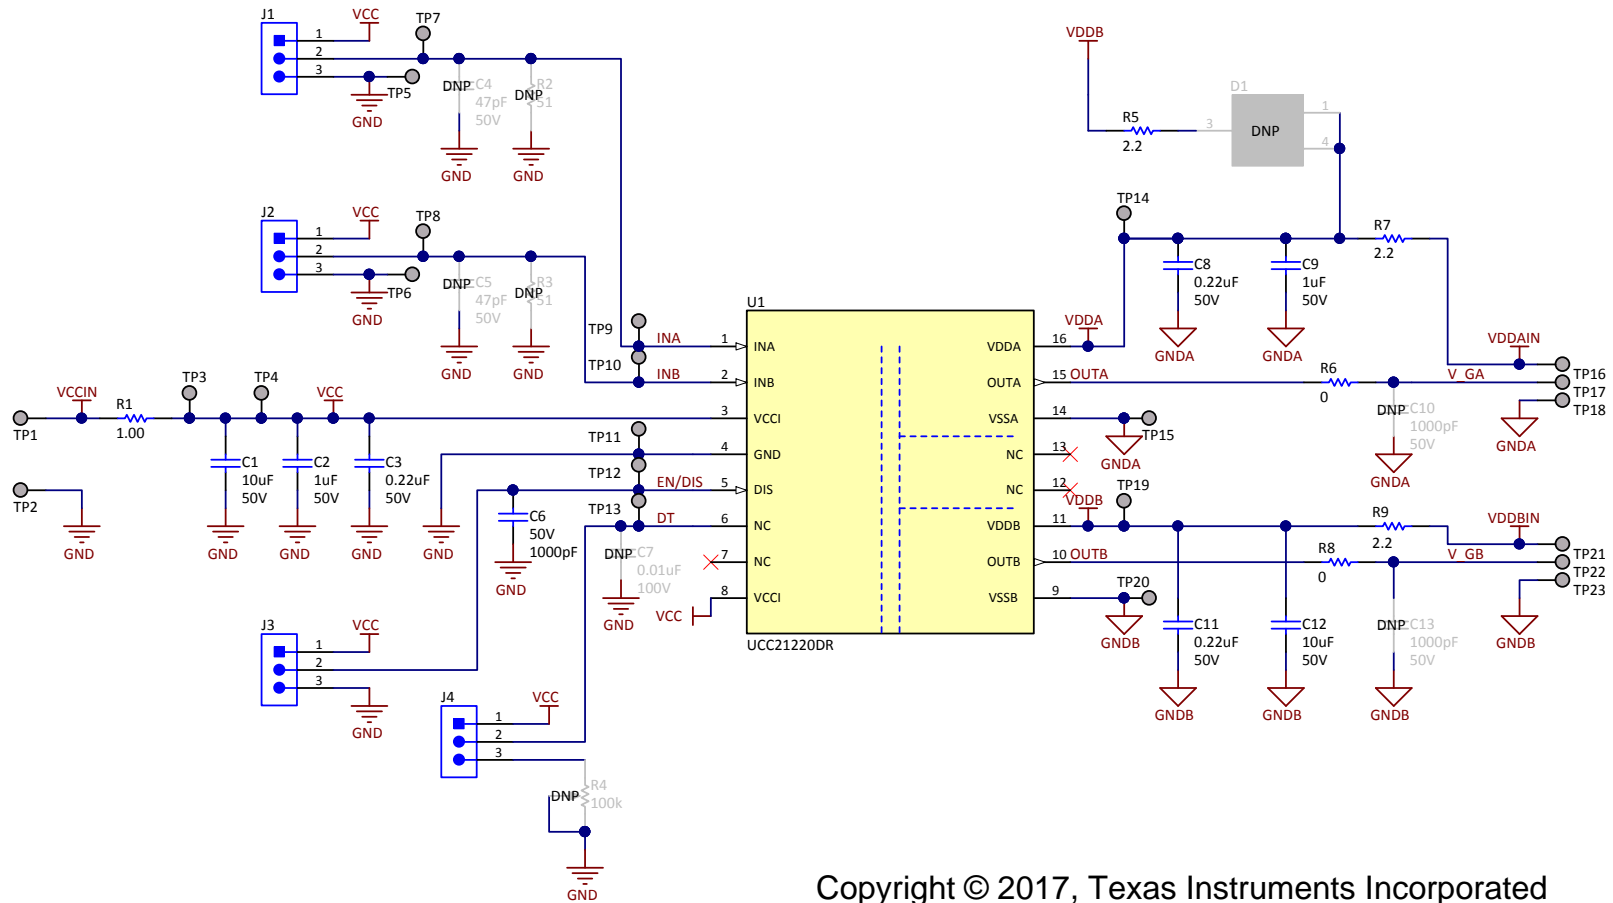 J1
VCC
TP7
1
2
3
TP5
GND
DNP
C4
47pF
50V
GND
DNP
R2
51
GND
J2
VCC
TP8
1
2
3
TP6
GND
DNP
C5
47pF
50V
GND
DNP
R3
51
GND
VDDB
R5
2.2
D1
3
DNP
1
4
TP14
R7
2.2
C8
0.22uF
50V
GNDA
C9
1uF
50V
GNDA
TP9
INA
TP10
INB
TP3
TP4
VCCIN
VCC
TP1
R1
1.00
TP2
GND
C1
10uF
50V
GND
C2
1uF
50V
GND
C3
0.22uF
50V
GND
GND
TP11
TP12
EN/DIS
TP13
DT
C6
50V
1000pF
GND
DNP
C7
0.01uF
100V
GND
VCC
U1
1 INA
2 INB
3 VCCI
4 GND
5 DIS
6 NC
7 NC
8 VCCI
VDDA 16
OUTA 15
VSSA 14
NC 13
NC 12
VDDB 11
OUTB 10
VSSB 9
UCC21220DR
VDDA
OUTA
TP15
GNDA
VDDB
TP19
OUTB
TP20
GNDB
R6
0
V_GA
VDDAIN
TP16
TP17
TP18
GNDA
DNP
C10
1000pF
50V
GNDA
R9
2.2
VDDBIN
R8
0
V_GB
TP21
TP22
TP23
GNDB
C11
0.22uF
50V
GNDB
C12
10uF
50V
GNDB
DNP
C13
1000pF
50V
GNDB
J3
VCC
1
2
3
GND
J4
VCC
1
2
3
DNP
R4
100k
GND
Copyright © 2017, Texas Instruments Incorporated